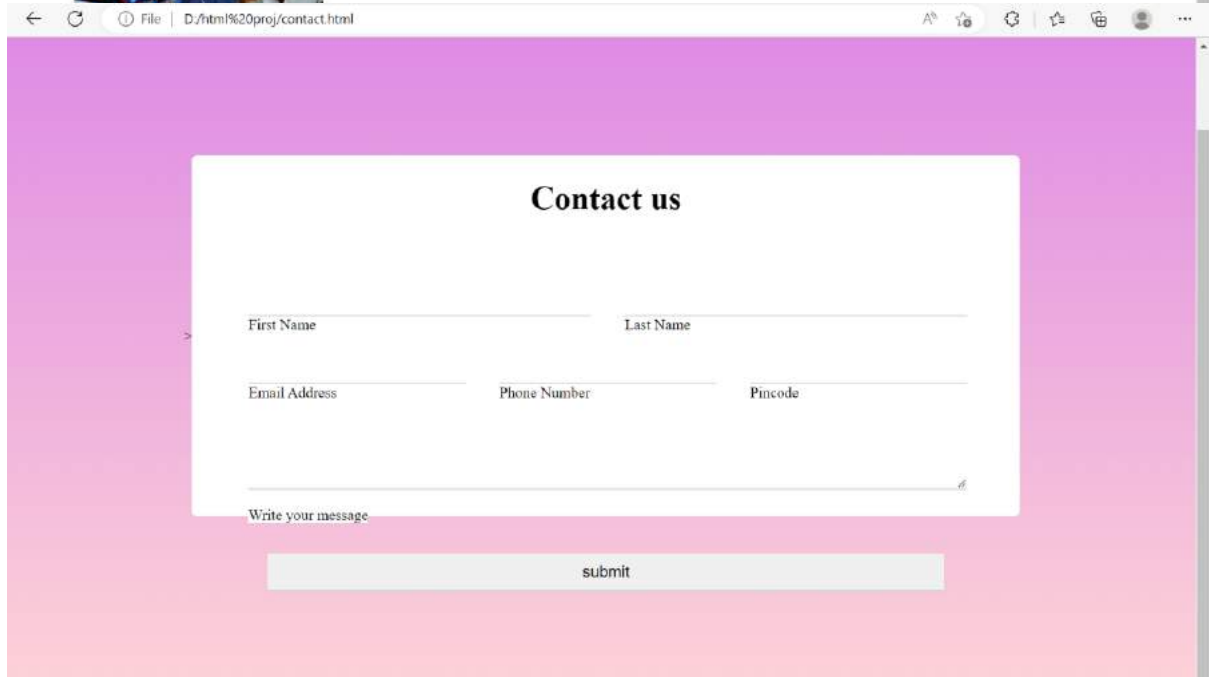 File | D:/html%20proj/contact.html
Contact us
First Name Last Name
>
Email Address Phone Number Pincode
Write your message
submit